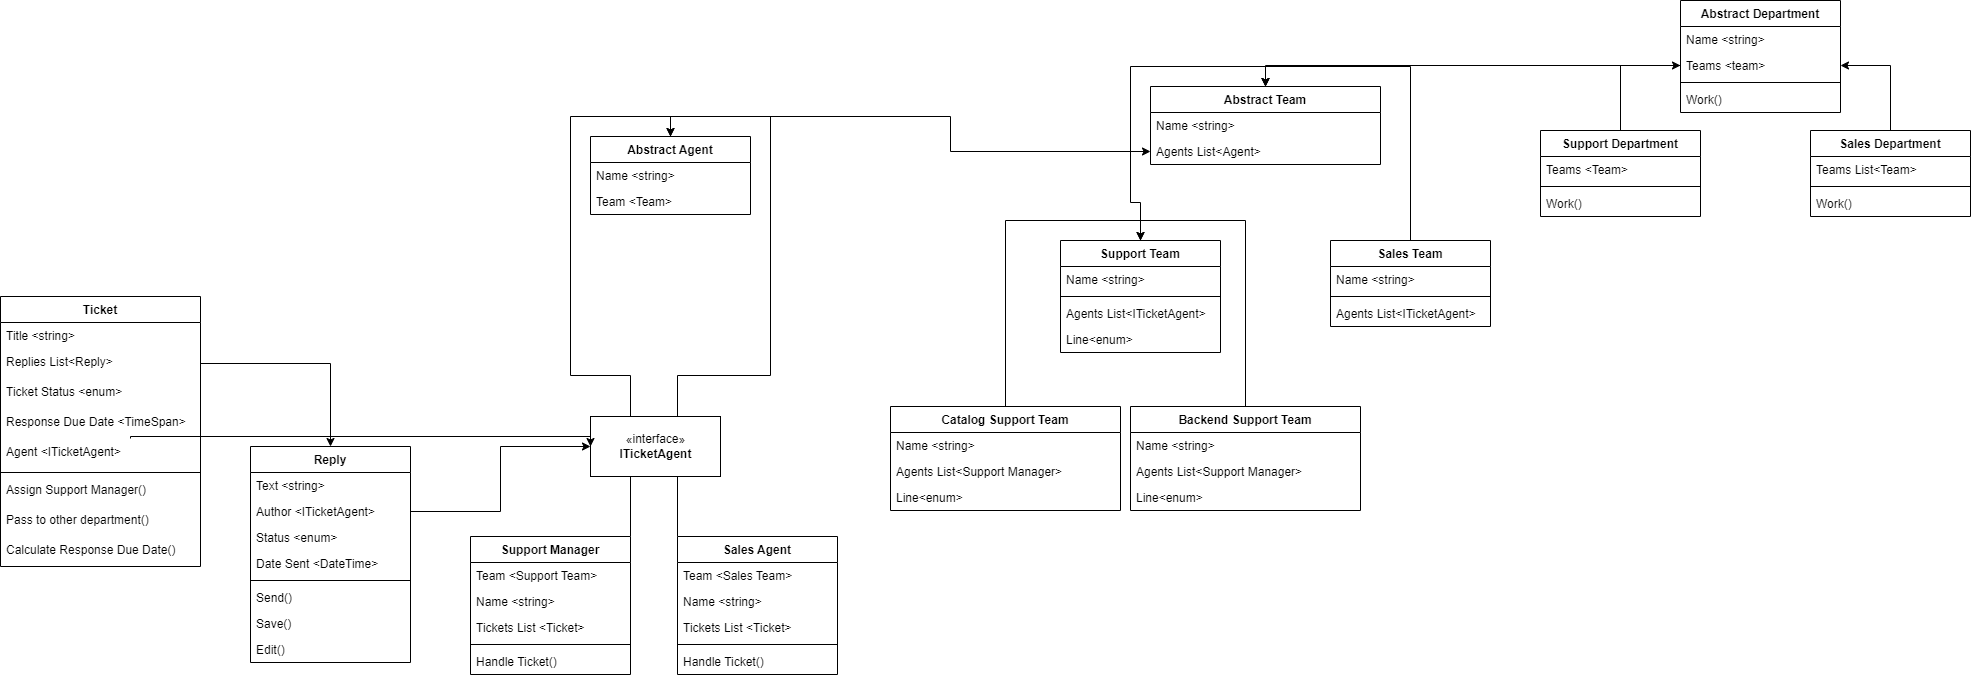 Abstract Department
Name <string>
Teams <team>
Work()
Abstract Team
Name <string>
Agents List<Agent>
Abstract Agent
Name <string>
Team <Team>
Support Department
Teams <Team>
Work()
Sales Department
Teams List<Team>
Work()
Support Team
Name <string>
Agents List<ITicketAgent>
Line<enum>
Sales Team
Name <string>
Agents List<ITicketAgent>
Ticket
Title <string>
Replies List<Reply>
Ticket Status <enum>
Response Due Date <TimeSpan>
Agent <ITicketAgent>
Assign Support Manager()
Pass to other department()
Calculate Response Due Date()
Reply
Text <string>
Author <ITicketAgent>
Status <enum>
Date Sent <DateTime>
Send()
Save()
Edit()
«interface»
ITicketAgent
Catalog Support Team
Name <string>
Agents List<Support Manager>
Line<enum>
Backend Support Team
Name <string>
Agents List<Support Manager>
Line<enum>
Support Manager
Team <Support Team>
Name <string>
Tickets List <Ticket>
Handle Ticket()
Sales Agent
Team <Sales Team>
Name <string>
Tickets List <Ticket>
Handle Ticket()